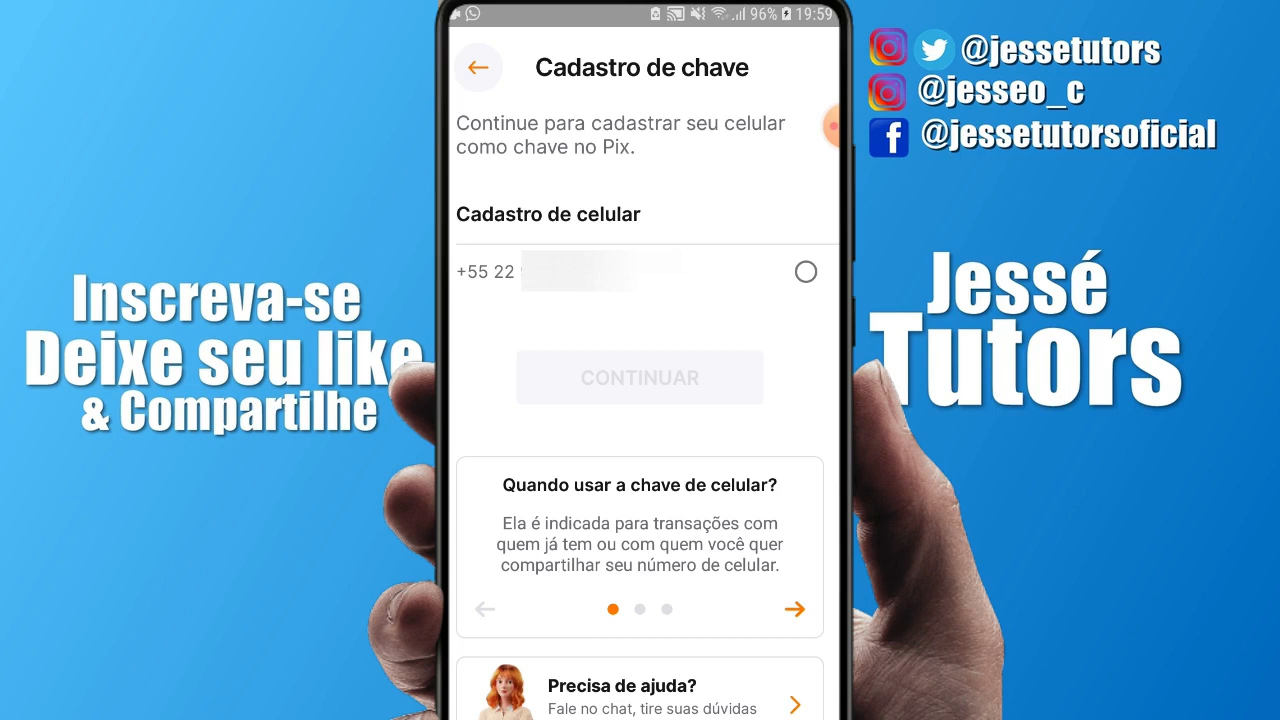 Inscreva-se
Deixe seu like
& Compartilhe
96% 19:59
Cadastro de chave
Continue para cadastrar seu celular
como chave no Pix.
Cadastro de celular
+55 22
CONTINUAR
Quando usar a chave de celular?
Ela é indicada para transações com
quem já tem ou com quem você quer
compartilhar seu número de celular.
Precisa de ajuda?
Fale no chat, tire suas dúvidas
@jessetutors
@jesseo_c
@jessetutorsoficial
Jessé
Tutors